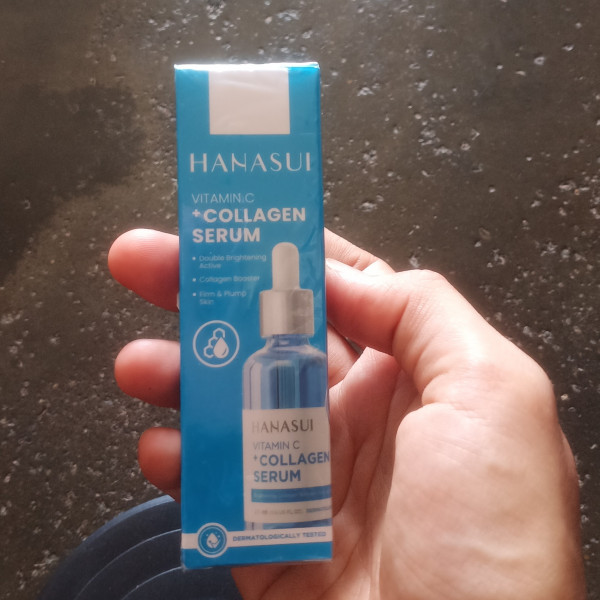 HANASUI
VITAMIN C
+COLLAGEN
SERUM
• Double Brightening
Active
• Collagen Booster
• Firm & Plump
Skin
HANASUI
VITAMIN C
+COLLAGEN
SERUM
DERMATOLOGICALLY TESTED